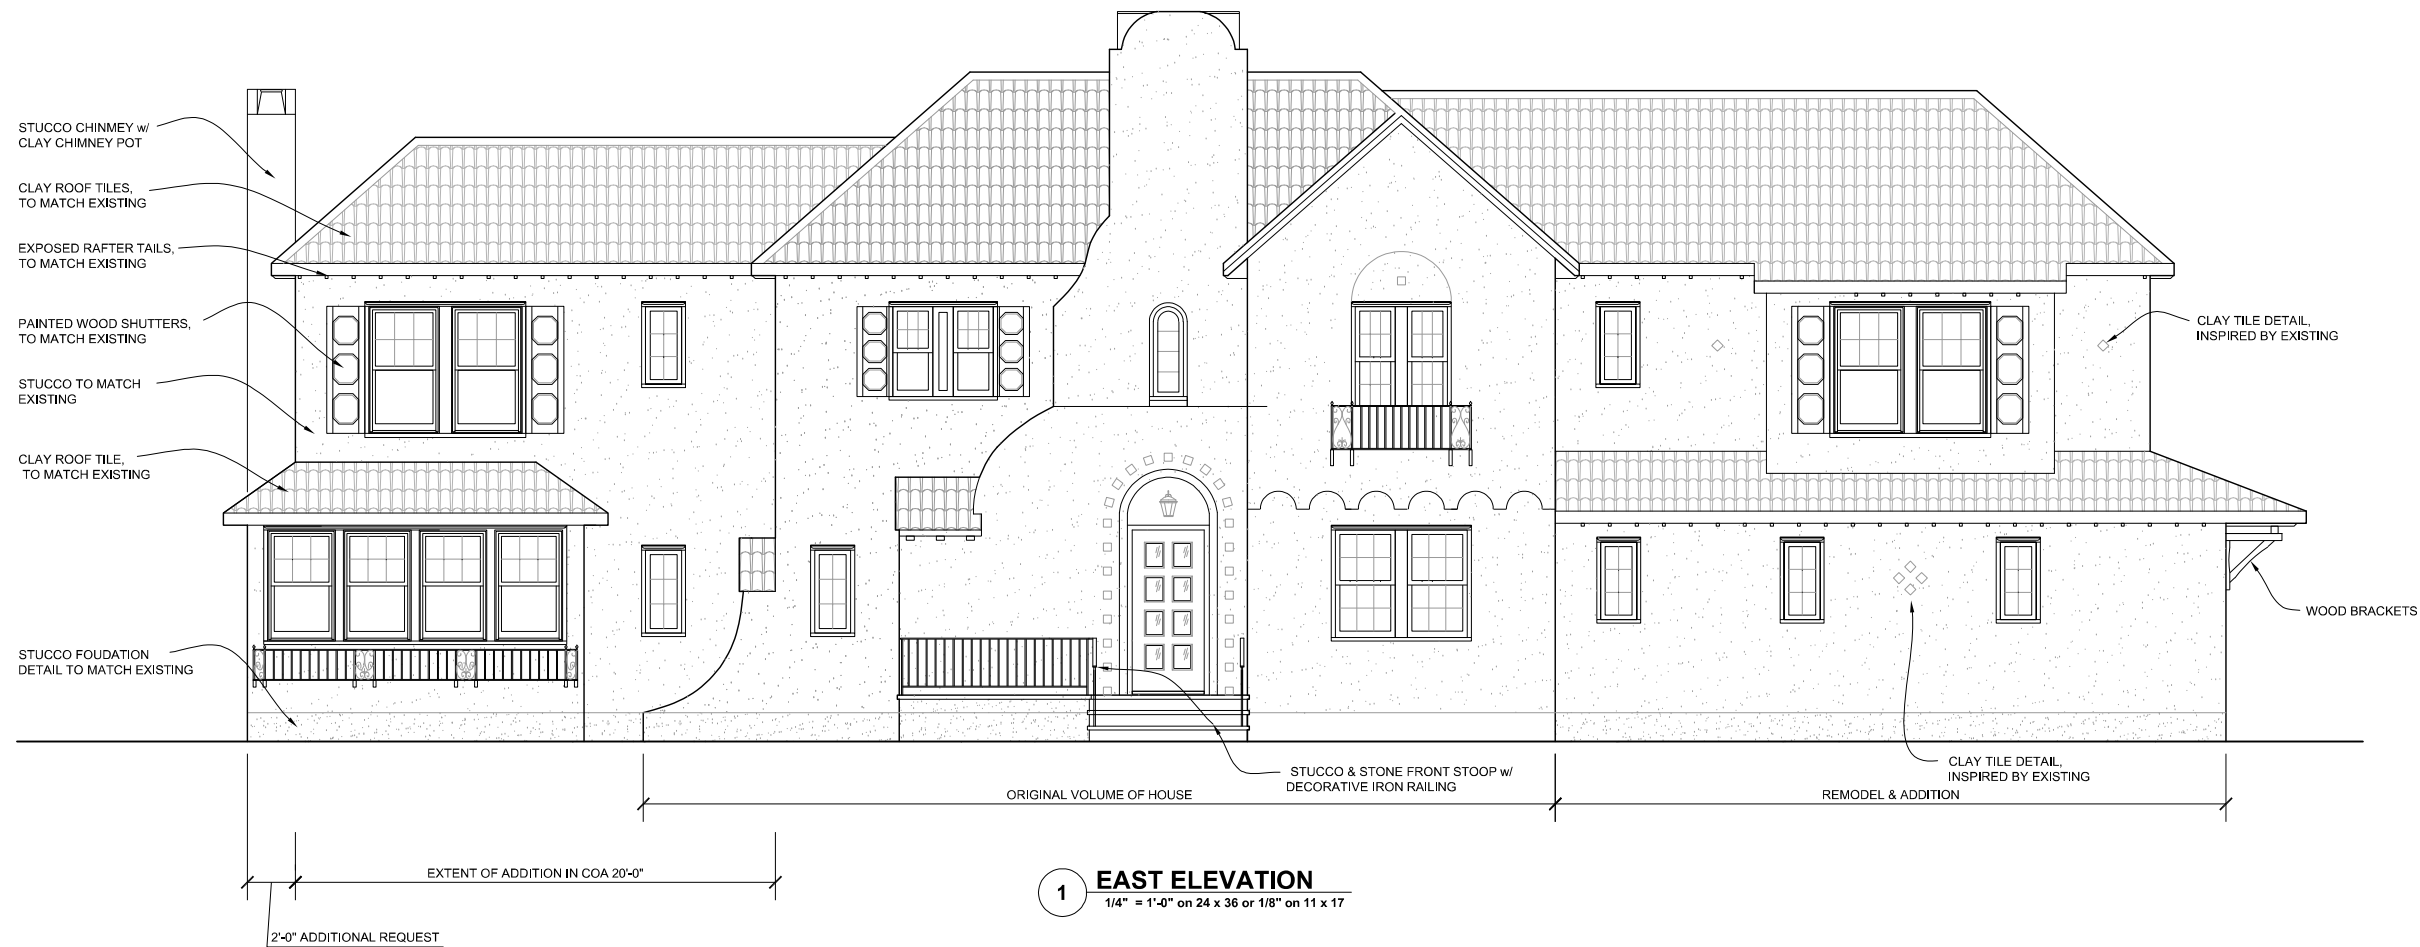 STUCCO CHINMEY w/
CLAY CHIMNEY POT
CLAY ROOF TILES,
TO MATCH EXISTING
EXPOSED RAFTER TAILS,
TO MATCH EXISTING
PAINTED WOOD SHUTTERS,
TO MATCH EXISTING
STUCCO TO MATCH
EXISTING
CLAY ROOF TILE,
TO MATCH EXISTING
STUCCO FOUDATION
DETAIL TO MATCH EXISTING
CLAY TILE DETAIL,
INSPIRED BY EXISTING
WOOD BRACKETS
CLAY TILE DETAIL,
INSPIRED BY EXISTING
STUCCO & STONE FRONT STOOP w/
DECORATIVE IRON RAILING
ORIGINAL VOLUME OF HOUSE
REMODEL & ADDITION
EXTENT OF ADDITION IN COA 20'-0"
2'-0" ADDITIONAL REQUEST
1 EAST ELEVATION
1/4" = 1'-0" on 24 x 36 or 1/8" on 11 x 17